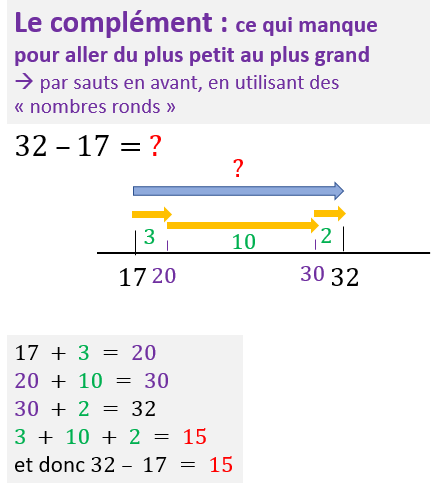 Le complément : ce qui manque
pour aller du plus petit au plus grand
→ par sauts en avant, en utilisant des
« nombres ronds »
32 – 17 = ?
?
3
10
2
17 20
30 32
17 + 3 = 20
20 + 10 = 30
30 + 2 = 32
3 + 10 + 2 = 15
et donc 32 – 17 = 15